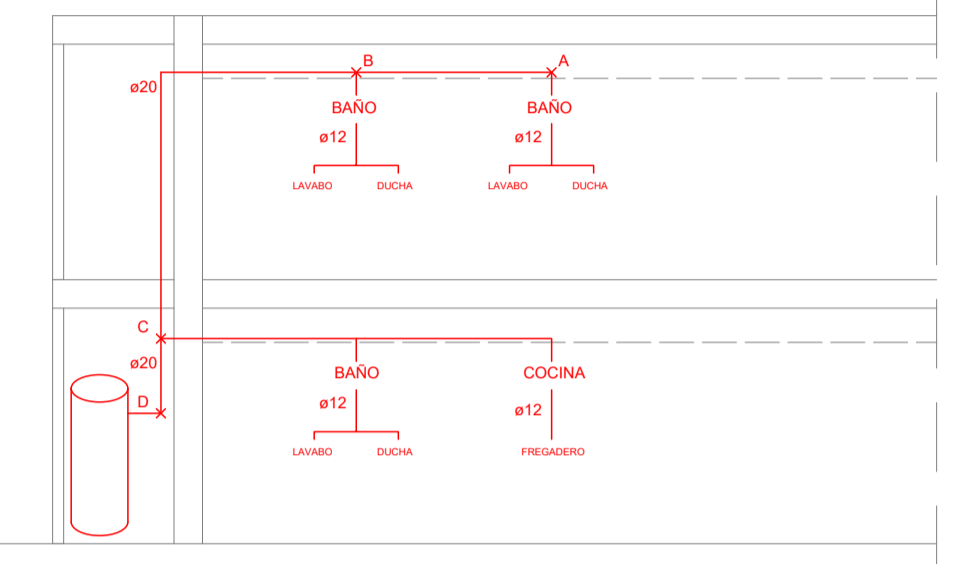 B A
ø20
BAÑO BAÑO
ø12 ø12
LAVABO DUCHA LAVABO DUCHA
C
ø20
BAÑO COCINA
D ø12 ø12
LAVABO DUCHA FREGADERO